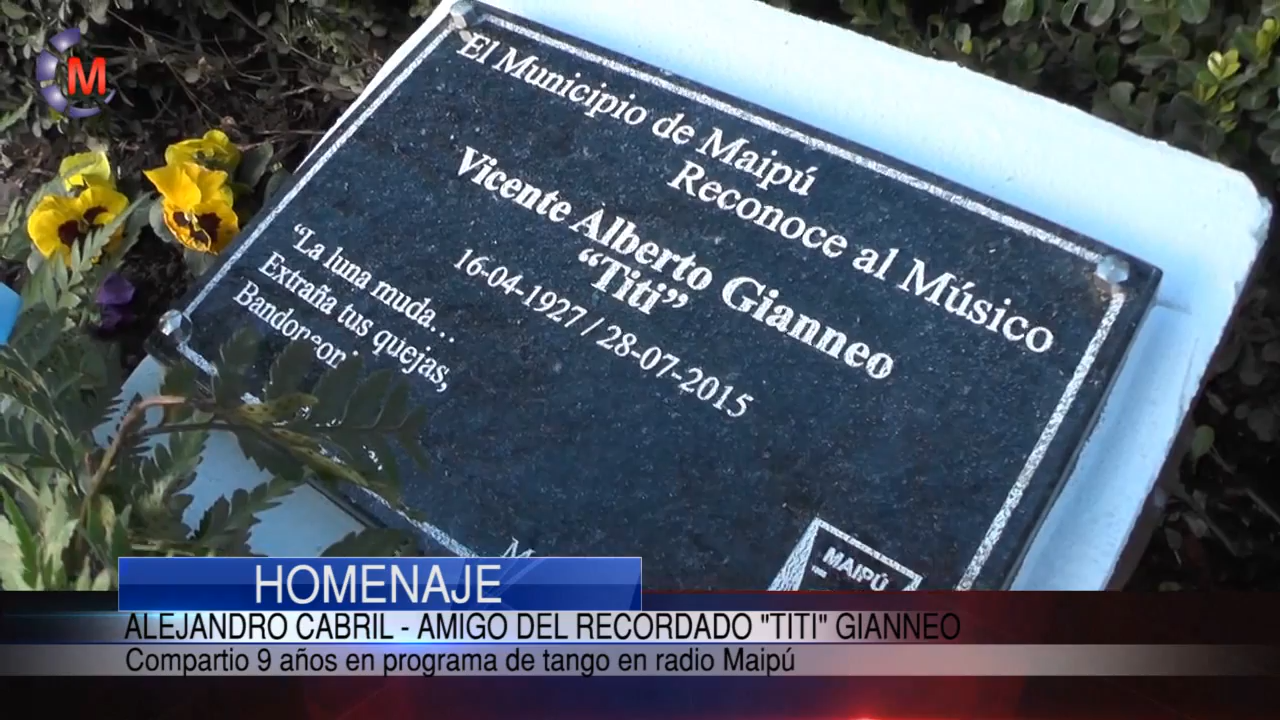 M
El Municipio de Maipú
Reconoce al Músico
Vicente Alberto Gianneo
“Titi”
16-04-1927 / 28-07-2015
“La luna muda...
Extraña tus quejas,
MAIPÚ
HOMENAJE
ALEJANDRO CABRIL - AMIGO DEL RECORDADO "TITI" GIANNEO
Compartio 9 años en programa de tango en radio Maipú